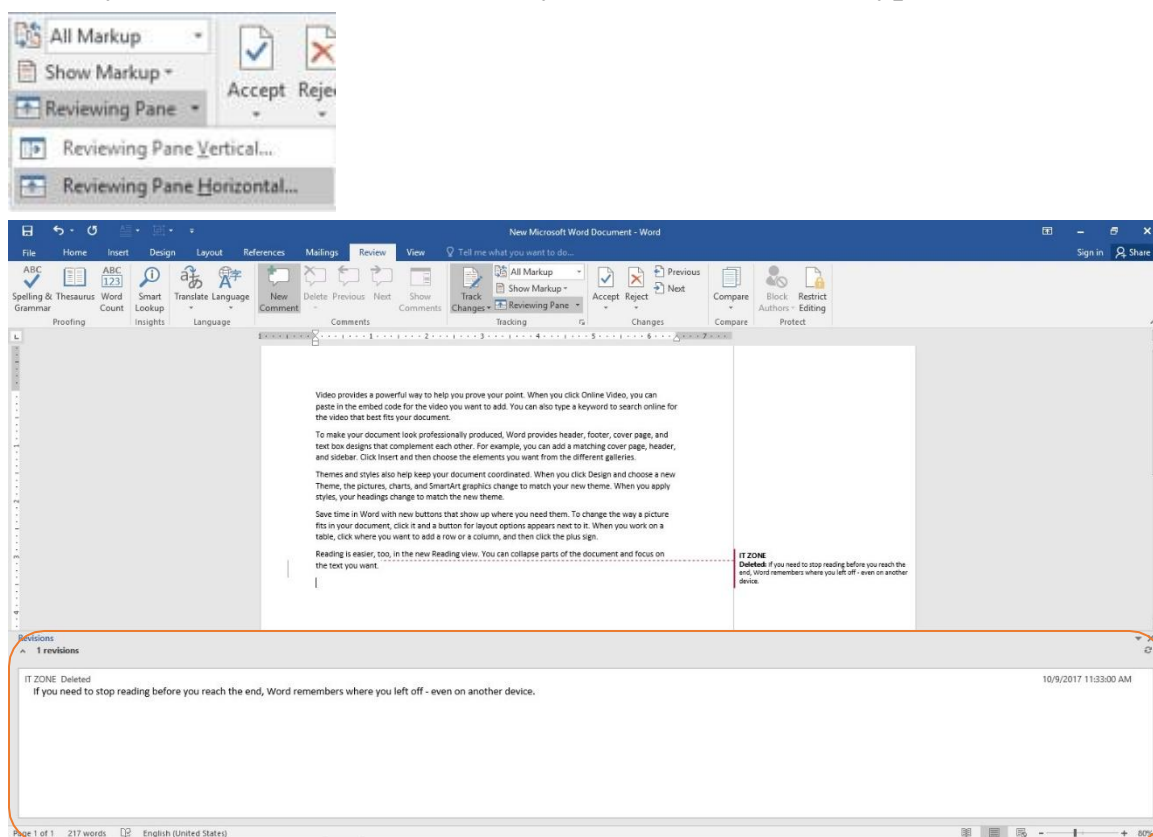 All Markup
Show Markup
Accept Reje
Reviewing Pane
Reviewing Pane Vertical...
Reviewing Pane Horizontal...
New Microsoft Word Document - Word
File Home Insert Design Layout References Mailings Review View Tell me what you want to do... Sign in Share
ABC ABC 123
Spelling & Grammar Thesaurus Word Count Smart Lookup Translate Language New Comment Delete Previous Next Show Comments Track Changes All Markup Show Markup Reviewing Pane Accept Reject Previous Next Compare Block Authors Restrict Editing
Proofing Insights Language Comments Tracking Changes Compare Protect
1 1 2 3 4 5 6 7
Video provides a powerful way to help you prove your point. When you click Online Video, you can
paste in the embed code for the video you want to add. You can also type a keyword to search online for
the video that best fits your document.
To make your document look professionally produced, Word provides header, footer, cover page, and
text box designs that complement each other. For example, you can add a matching cover page, header,
and sidebar. Click Insert and then choose the elements you want from the different galleries.
Themes and styles also help keep your document coordinated. When you click Design and choose a new
Theme, the pictures, charts, and SmartArt graphics change to match your new theme. When you apply
styles, your headings change to match the new theme.
Save time in Word with new buttons that show up where you need them. To change the way a picture
fits in your document, click it and a button for layout options appears next to it. When you work on a
table, click where you want to add a row or a column, and then click the plus sign.
Reading is easier, too, in the new Reading view. You can collapse parts of the document and focus on
the text you want.
IT ZONE
Deleted: If you need to stop reading before you reach the
end, Word remembers where you left off - even on another
device.
Revisions
1 revisions
IT ZONE Deleted 10/9/2017 11:33:00 AM
If you need to stop reading before you reach the end, Word remembers where you left off - even on another device.
Page 1 of 1 217 words English (United States) 80%